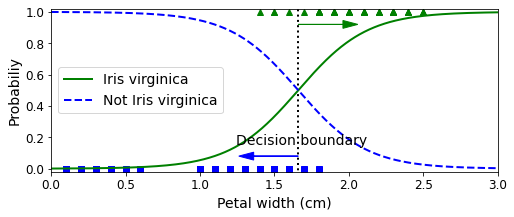 1.0
0.8
0.6
0.4
0.2
0.0
Probabiliy
Iris virginica
Not Iris virginica
Decision boundary
0.0 0.5 1.0 1.5 2.0 2.5 3.0
Petal width (cm)